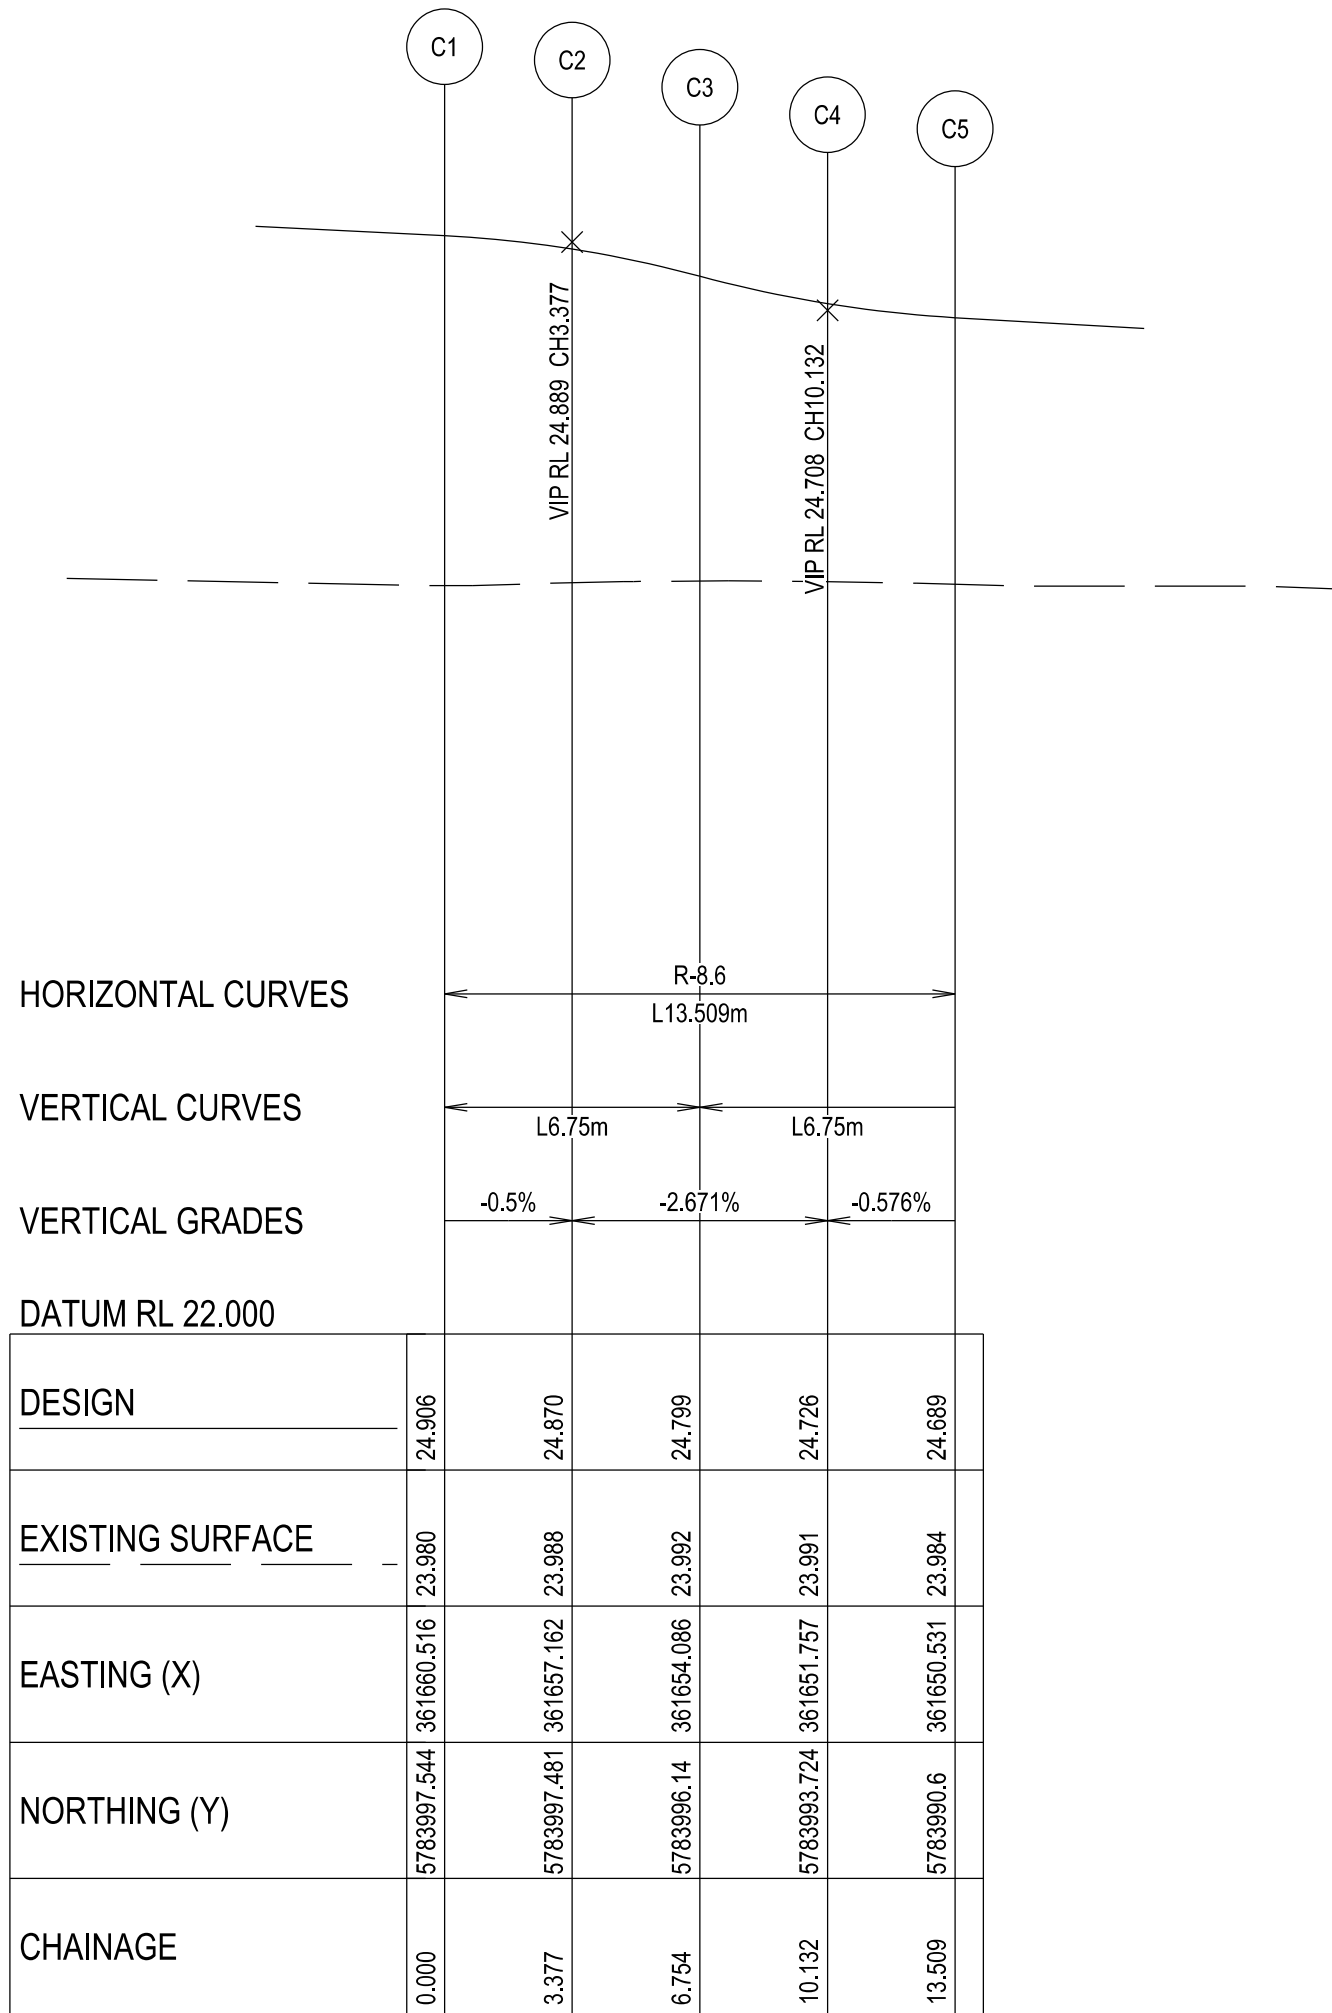 C1
C2
C3
C4
C5
VIP RL 24.889 CH3.377
VIP RL 24.708 CH10.132
HORIZONTAL CURVES
R-8.6
L13.509m
VERTICAL CURVES
L6.75m
L6.75m
VERTICAL GRADES
-0.5%
-2.671%
-0.576%
DATUM RL 22.000
DESIGN
24.906
24.870
24.799
24.726
24.689
EXISTING SURFACE
23.980
23.988
23.992
23.991
23.984
EASTING (X)
361660.516
361657.162
361654.086
361651.757
361650.531
NORTHING (Y)
5783997.544
5783997.481
5783996.14
5783993.724
5783990.6
CHAINAGE
0.000
3.377
6.754
10.132
13.509